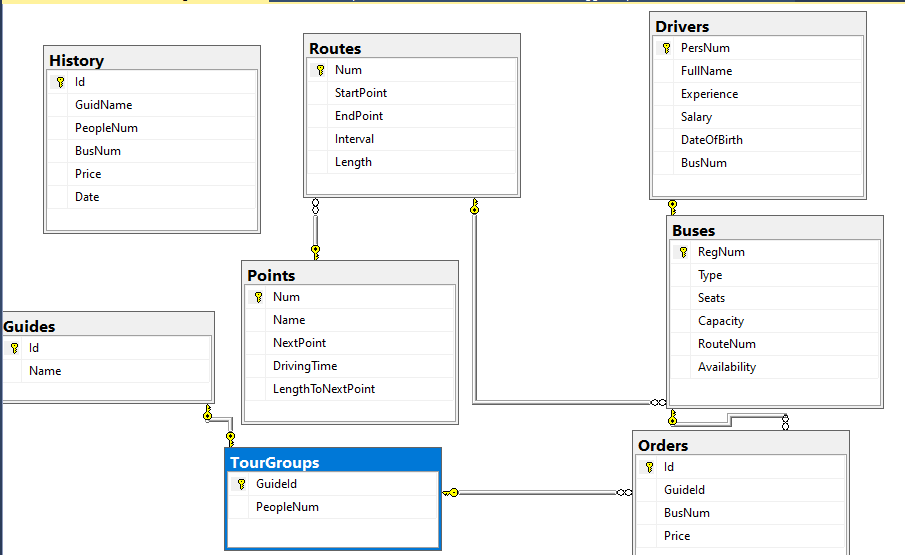 History
Id
GuidName
PeopleNum
BusNum
Price
Date
Routes
Num
StartPoint
EndPoint
Interval
Length
Drivers
PersNum
FullName
Experience
Salary
DateOfBirth
BusNum
Buses
RegNum
Type
Seats
Capacity
RouteNum
Availability
Points
Num
Name
NextPoint
DrivingTime
LengthToNextPoint
Guides
Id
Name
TourGroups
GuideId
PeopleNum
Orders
Id
GuideId
BusNum
Price